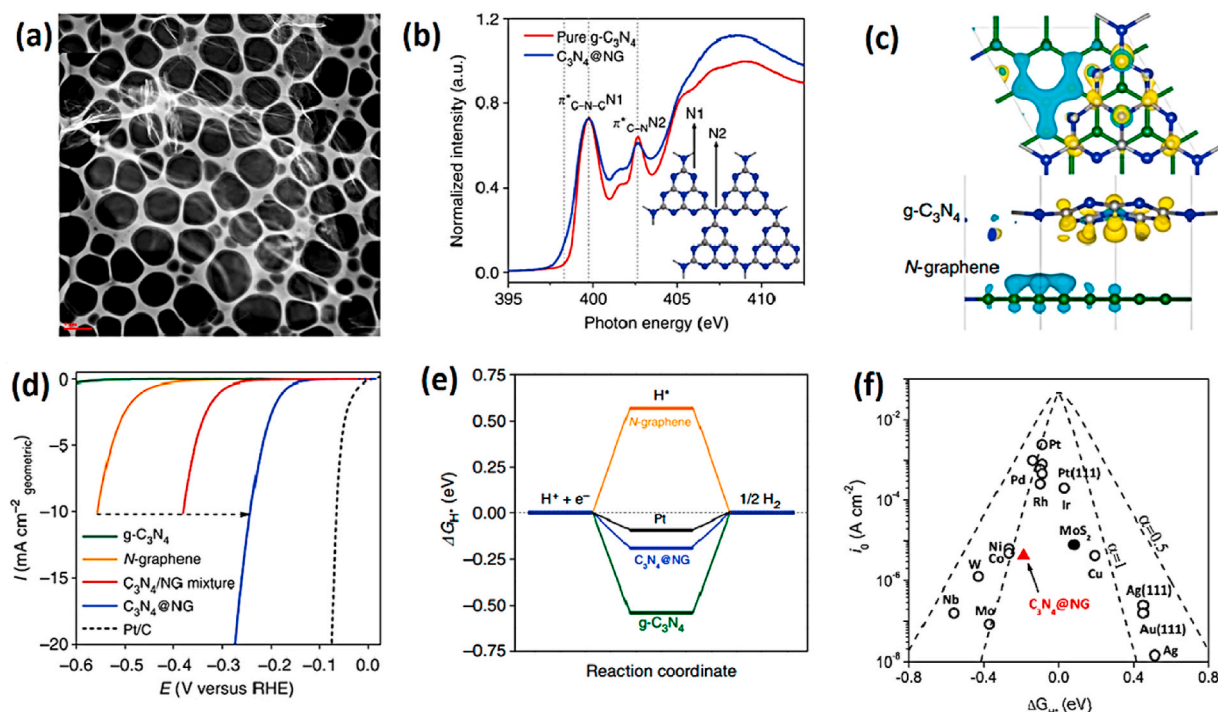 (a)
(b)
Normalized intensity (a.u.)
1.2
0.8
0.4
0.0
Pure g-C₃N₄
C₃N₄@NG
π*C–N–C N1
π*C–N N2
N1
N2
395
400
405
410
Photon energy (eV)
(c)
g-C₃N₄
N-graphene
(d)
I (mA cm⁻² geometric)
0
−5
−10
−15
−20
g-C₃N₄
N-graphene
C₃N₄/NG mixture
C₃N₄@NG
Pt/C
−0.6
−0.5
−0.4
−0.3
−0.2
−0.1
0.0
E (V versus RHE)
(e)
ΔG_H* (eV)
0.75
0.50
0.25
0.00
−0.25
−0.50
−0.75
H*
N-graphene
H⁺ + e⁻
1/2 H₂
Pt
C₃N₄@NG
g-C₃N₄
Reaction coordinate
(f)
i₀ (A cm⁻²)
10⁻²
10⁻⁴
10⁻⁶
10⁻⁸
Pt
Pd
Pt(111)
Rh
Ir
Ni
Co
MoS₂
W
Cu
Nb
Mo
C₃N₄@NG
Ag(111)
Au(111)
Ag
α=1
α=0.5
-0.8
-0.4
0.0
0.4
0.8
ΔG_H* (eV)